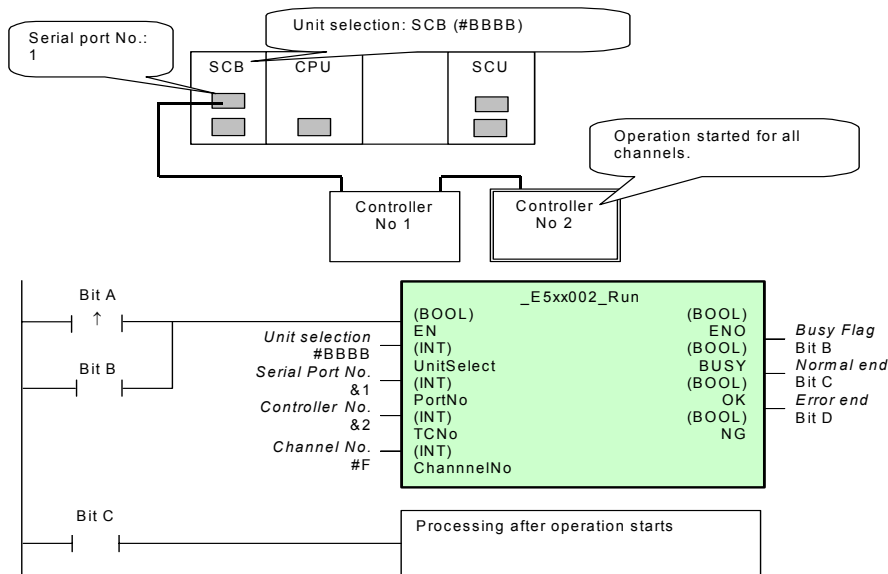 Serial port No.:
1
Unit selection: SCB (#BBBB)
SCB
CPU
SCU
Operation started for all
channels.
Controller
No 1
Controller
No 2
Bit A
↑
Bit B
Unit selection
#BBBB
Serial Port No.
&1
Controller No.
&2
Channel No.
#F
_E5xx002_Run
(BOOL)
EN
(INT)
UnitSelect
(INT)
PortNo
(INT)
TCNo
(INT)
ChannnelNo
(BOOL)
ENO
(BOOL)
BUSY
(BOOL)
OK
(BOOL)
NG
Busy Flag
Bit B
Normal end
Bit C
Error end
Bit D
Bit C
Processing after operation starts